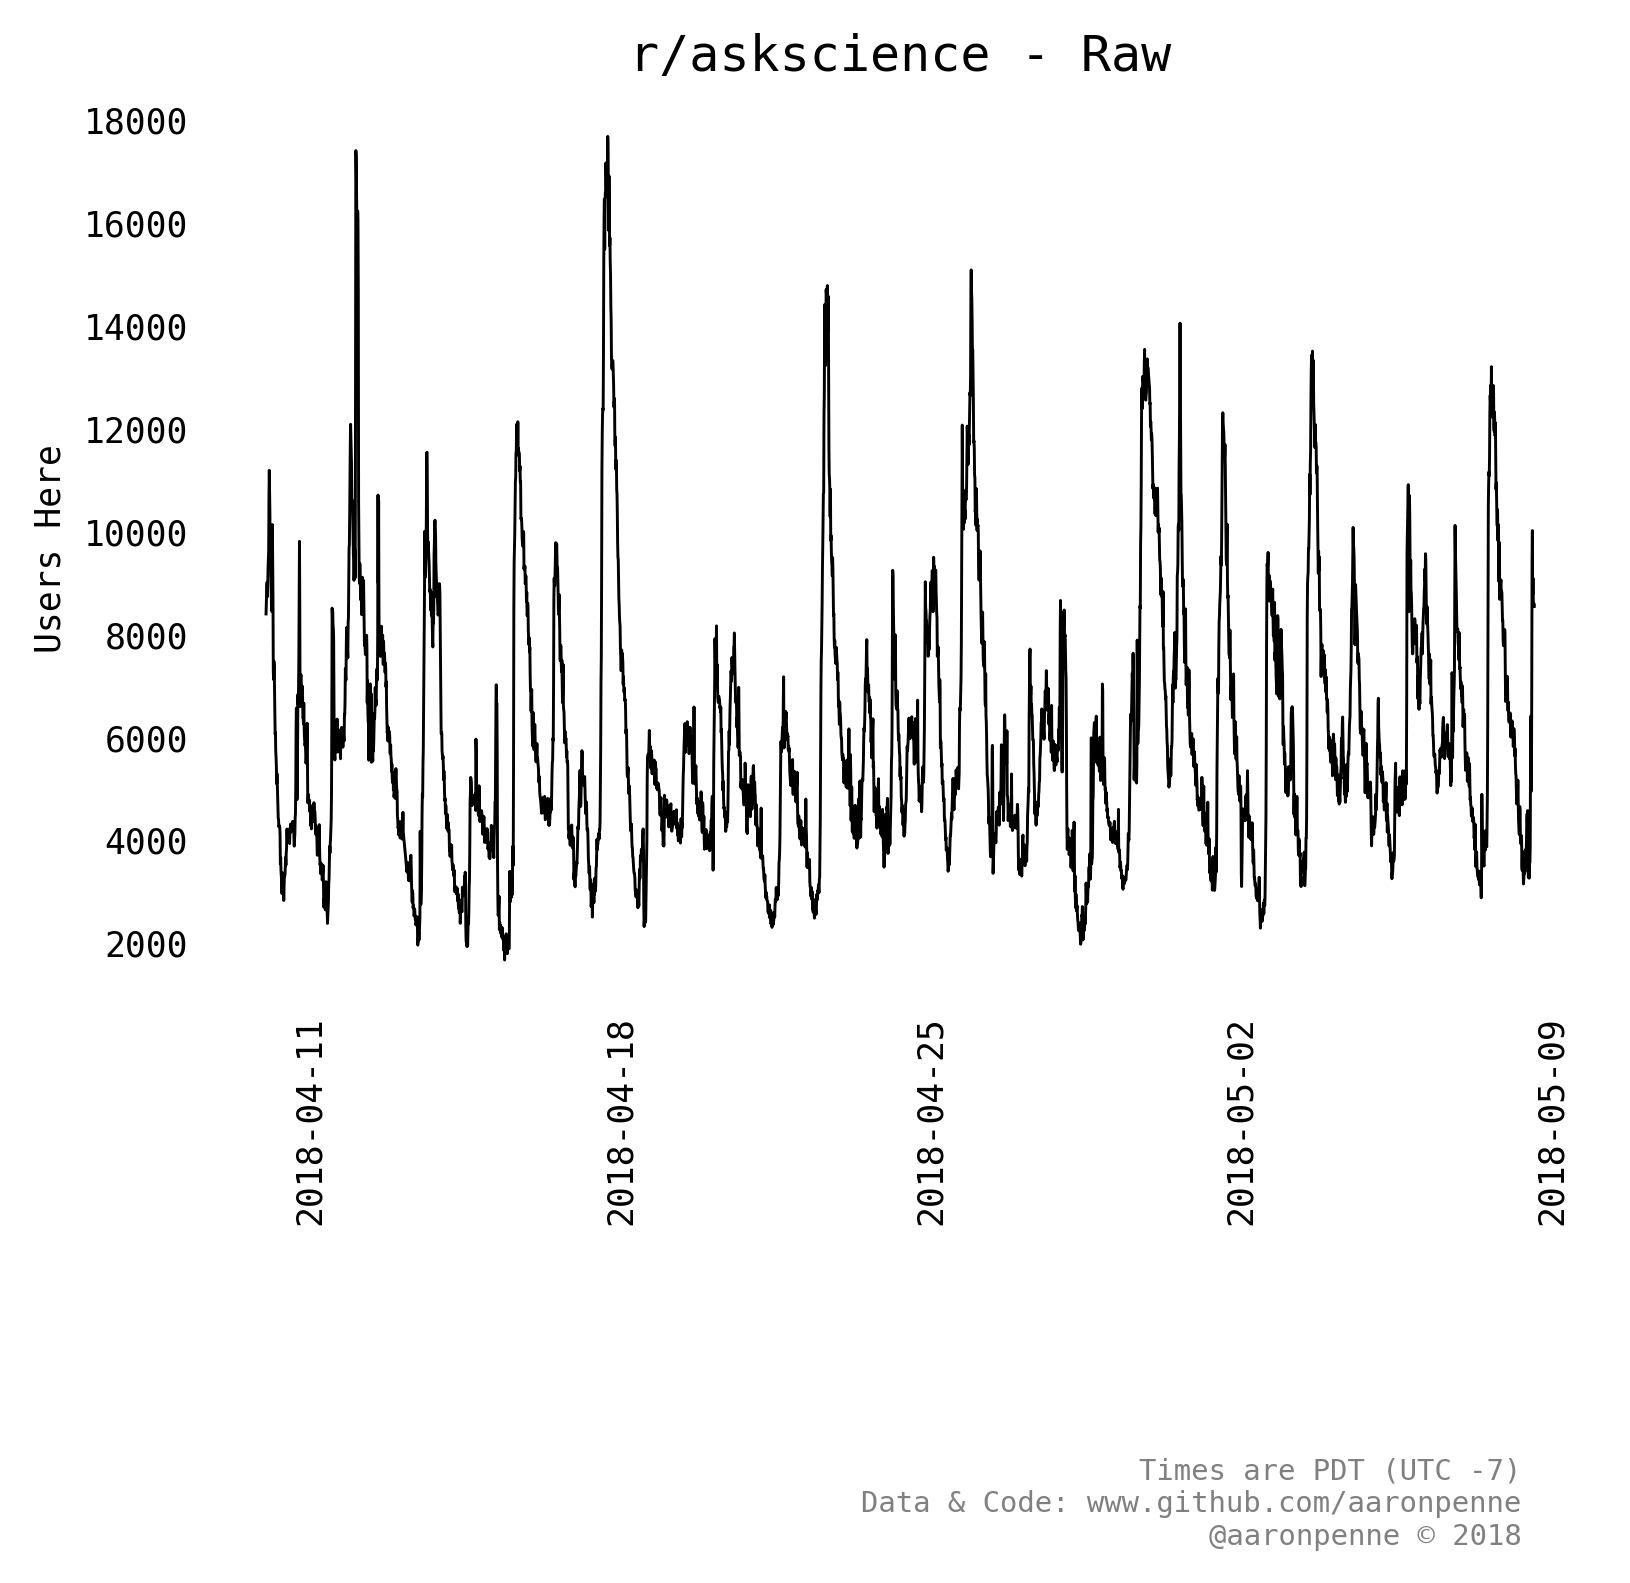 r/askscience - Raw
18000
16000
14000
12000
10000
8000
6000
4000
2000
Users Here
2018-04-11
2018-04-18
2018-04-25
2018-05-02
2018-05-09
Times are PDT (UTC -7)
Data & Code: www.github.com/aaronpenne
@aaronpenne © 2018